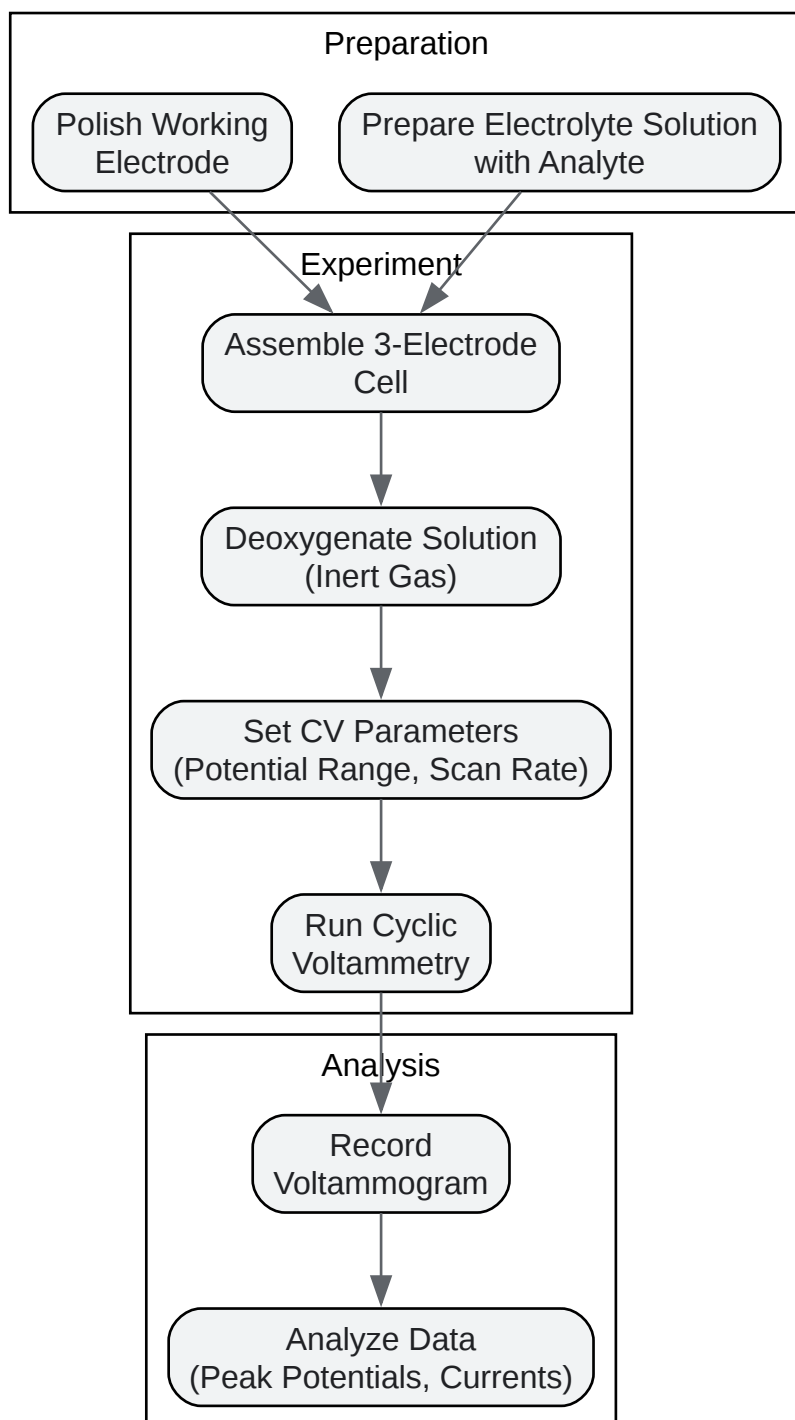 Preparation
Polish Working
Electrode
Prepare Electrolyte Solution
with Analyte
Experiment
Assemble 3-Electrode
Cell
Deoxygenate Solution
(Inert Gas)
Set CV Parameters
(Potential Range, Scan Rate)
Run Cyclic
Voltammetry
Analysis
Record
Voltammogram
Analyze Data
(Peak Potentials, Currents)